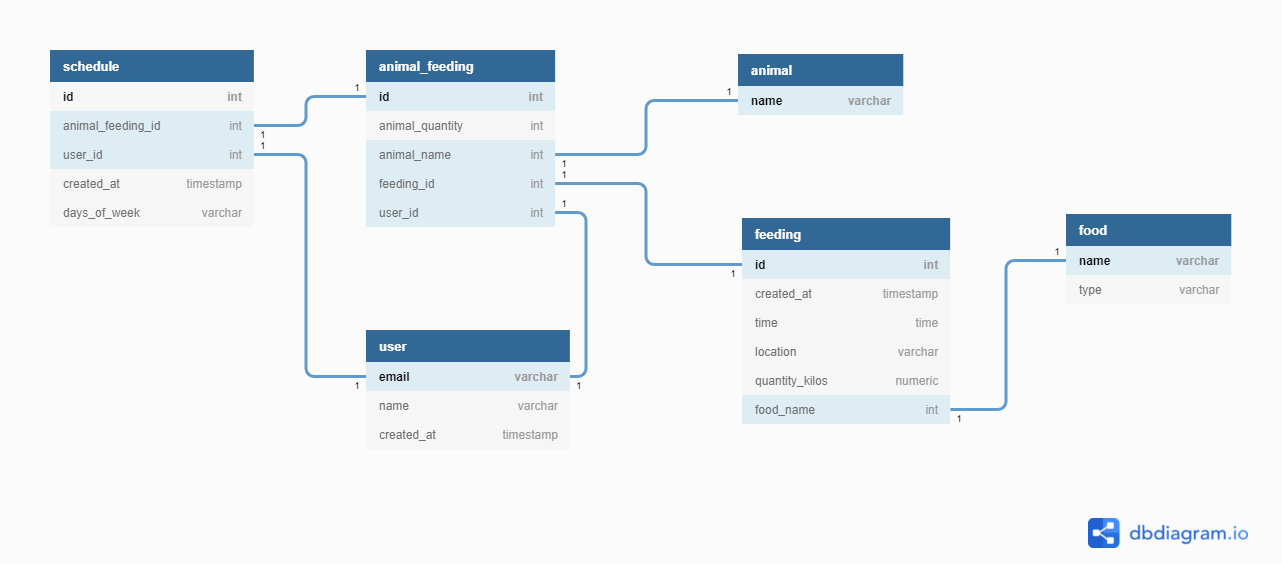 schedule
id int
animal_feeding_id int
user_id int
created_at timestamp
days_of_week varchar
1
1
1
animal_feeding
id int
animal_quantity int
animal_name int
feeding_id int
user_id int
1
1
1
1
animal
name varchar
user
email varchar
name varchar
created_at timestamp
1
1
1
feeding
id int
created_at timestamp
time time
location varchar
quantity_kilos numeric
food_name int
1
1
1
food
name varchar
type varchar
dbdiagram.io